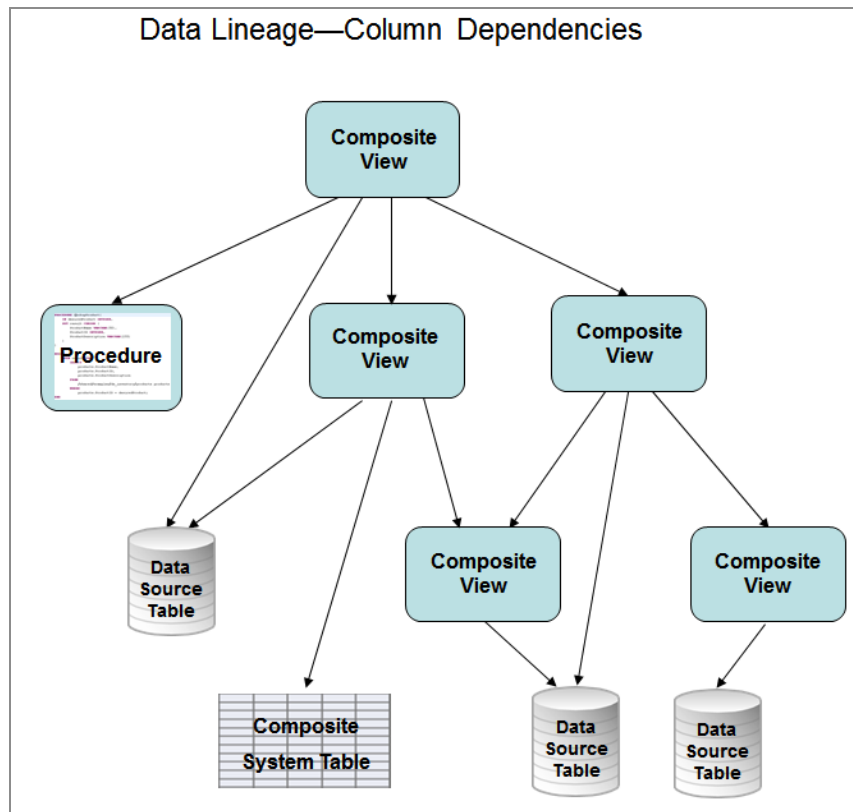 Data Lineage—Column Dependencies
Composite
View
Procedure
Composite
View
Composite
View
Data
Source
Table
Composite
View
Composite
View
Composite
System Table
Data
Source
Table
Data
Source
Table